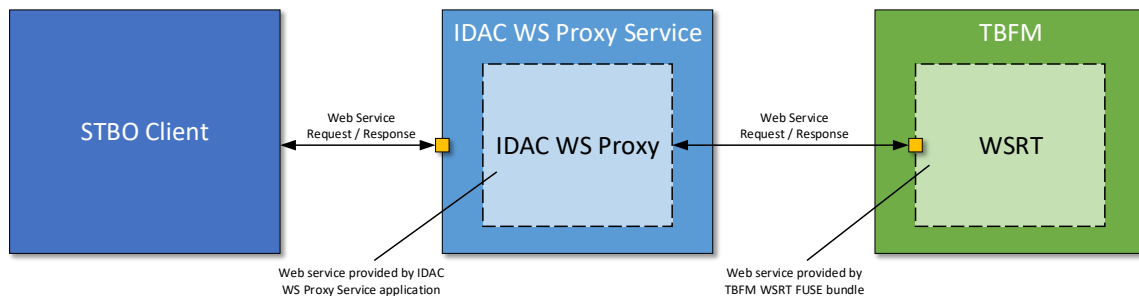 IDAC WS Proxy Service
TBFM
STBO Client
Web Service
Request / Response
IDAC WS Proxy
Web Service
Request / Response
WSRT
Web service provided by IDAC
WS Proxy Service application
Web service provided by
TBFM WSRT FUSE bundle